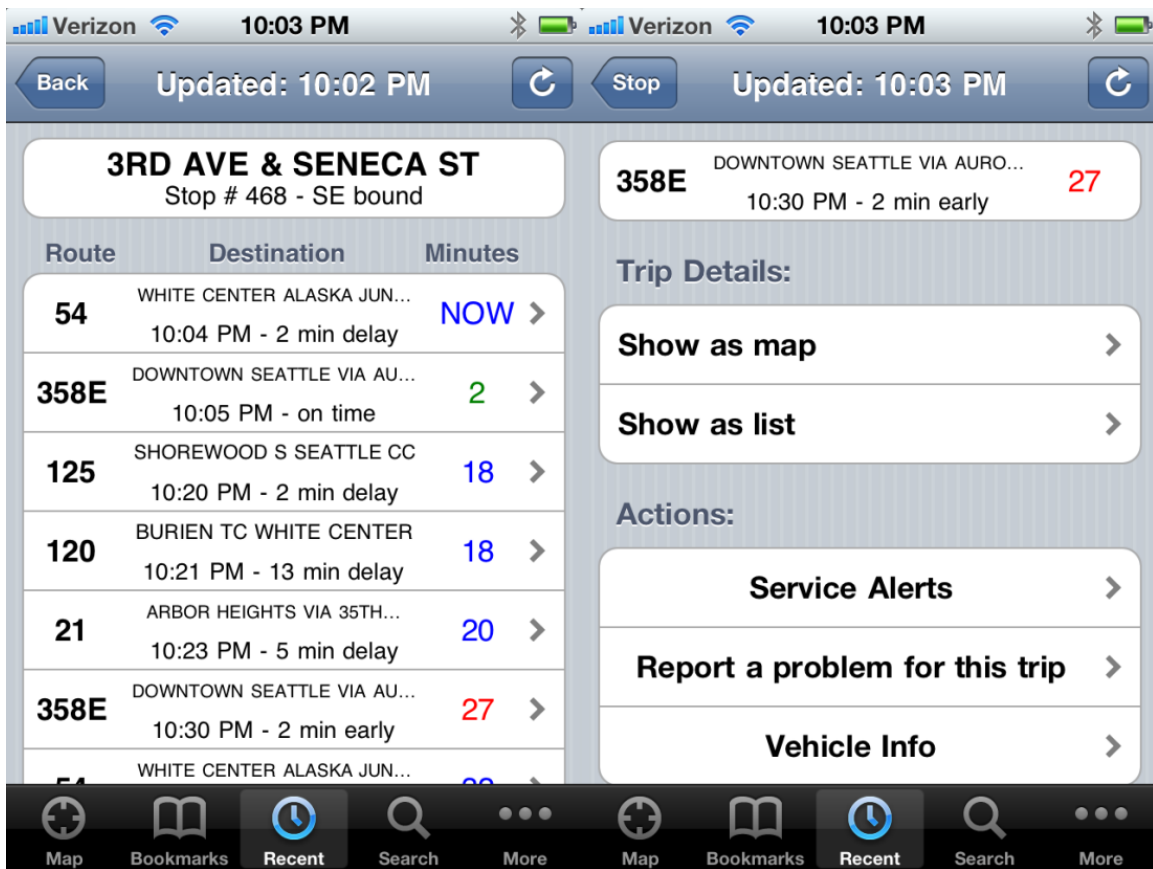 Verizon 10:03 PM
Back Updated: 10:02 PM
3RD AVE & SENECA ST
Stop # 468 - SE bound
Route Destination Minutes
54 WHITE CENTER ALASKA JUN... NOW
10:04 PM - 2 min delay
358E DOWNTOWN SEATTLE VIA AU... 2
10:05 PM - on time
125 SHOREWOOD S SEATTLE CC 18
10:20 PM - 2 min delay
120 BURIEN TC WHITE CENTER 18
10:21 PM - 13 min delay
21 ARBOR HEIGHTS VIA 35TH... 20
10:23 PM - 5 min delay
358E DOWNTOWN SEATTLE VIA AU... 27
10:30 PM - 2 min early
WHITE CENTER ALASKA JUN...
Map Bookmarks Recent Search More
Verizon 10:03 PM
Stop Updated: 10:03 PM
358E DOWNTOWN SEATTLE VIA AURO... 27
10:30 PM - 2 min early
Trip Details:
Show as map
Show as list
Actions:
Service Alerts
Report a problem for this trip
Vehicle Info
Map Bookmarks Recent Search More